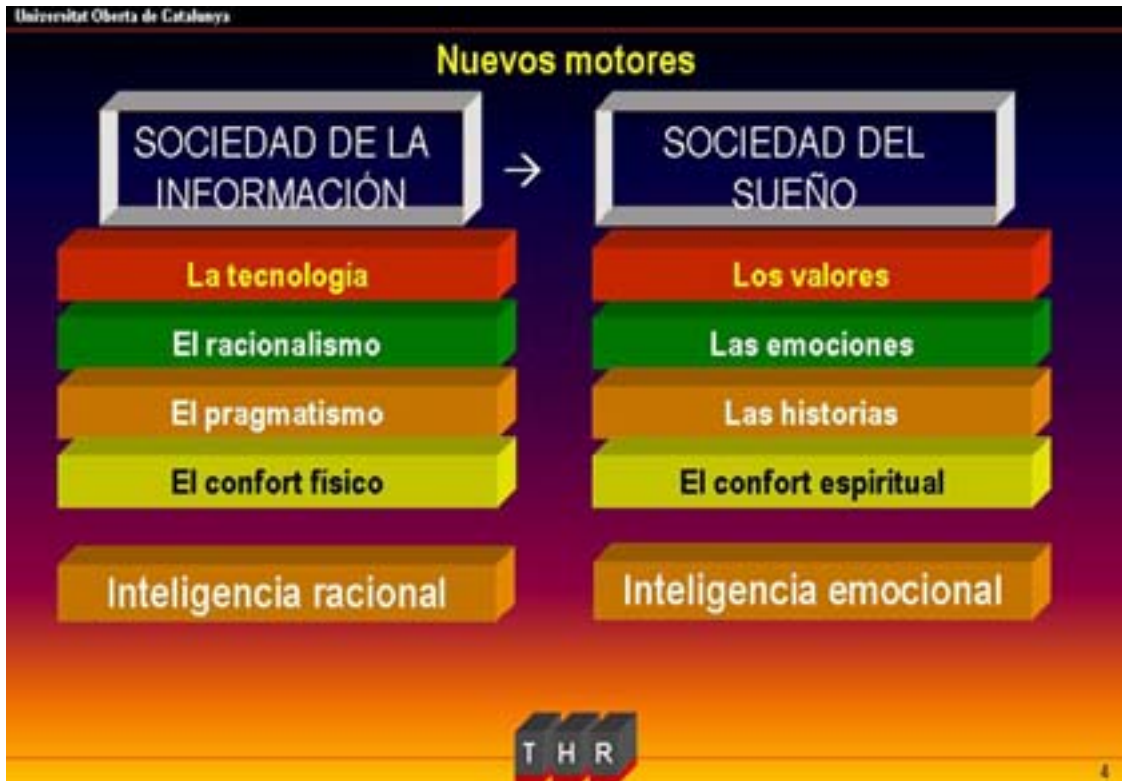 Universitat Oberta de Catalunya
Nuevos motores
SOCIEDAD DE LA
INFORMACIÓN
→
SOCIEDAD DEL
SUEÑO
La tecnología
Los valores
El racionalismo
Las emociones
El pragmatismo
Las historias
El confort físico
El confort espiritual
Inteligencia racional
Inteligencia emocional
T H R
4